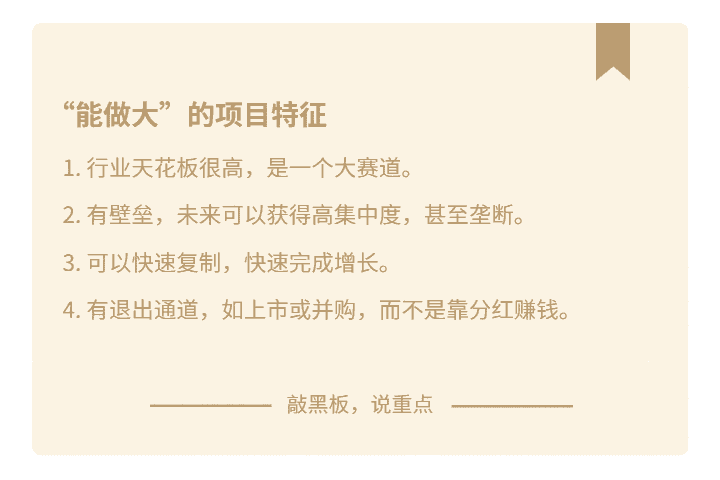 “能做大”的项目特征
1. 行业天花板很高，是一个大赛道。
2. 有壁垒，未来可以获得高集中度，甚至垄断。
3. 可以快速复制，快速完成增长。
4. 有退出通道，如上市或并购，而不是靠分红赚钱。
敲黑板，说重点